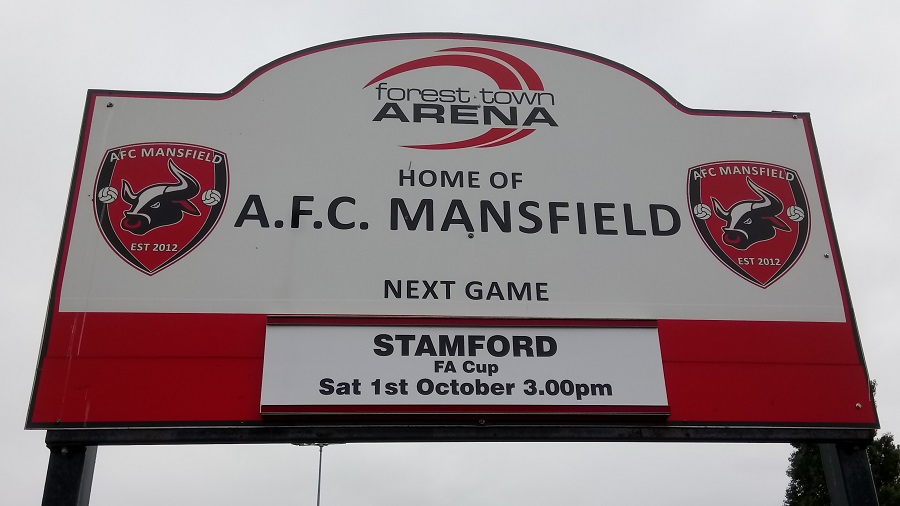 forest·town
ARENA
HOME OF
A.F.C. MANSFIELD
AFC MANSFIELD
EST 2012
AFC MANSFIELD
EST 2012
NEXT GAME
STAMFORD
FA Cup
Sat 1st October 3.00pm